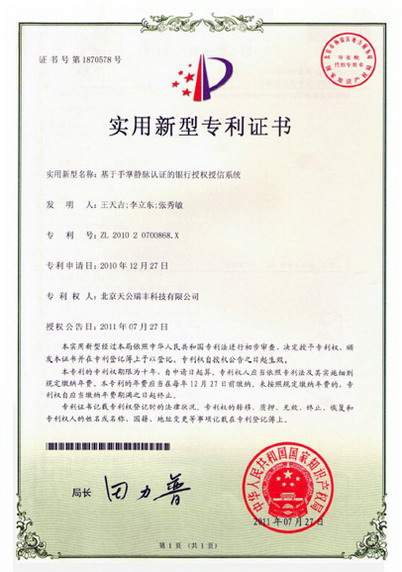 证书号第1870578号
实用新型专利证书
实用新型名称：基于手掌静脉认证的银行授权授信系统
发 明 人：王天吉;李立东;张秀敏
专 利 号：ZL 2010 2 0700868.X
专利申请日：2010年12月27日
专 利 权 人：北京天公瑞丰科技有限公司
授权公告日：2011年07月27日
本实用新型经过本局依照中华人民共和国专利法进行初步审查，决定授予专利权，颁
发本证书并在专利登记簿上予以登记。专利权自授权公告之日起生效。
本专利的专利权期限为十年，自申请日起算。专利权人应当依照专利法及其实施细则
规定缴纳年费。本专利的年费应当在每年12月27日前缴纳。未按照规定缴纳年费的，专
利权自应当缴纳年费期满之日起终止。
专利证书记载专利权登记时的法律状况。专利权的转移、质押、无效、终止、恢复和
专利权人的姓名或名称、国籍、地址变更等事项记载在专利登记簿上。
局长 田力普
中华人民共和国国家知识产权局
2011年07月27日
第1页（共1页）